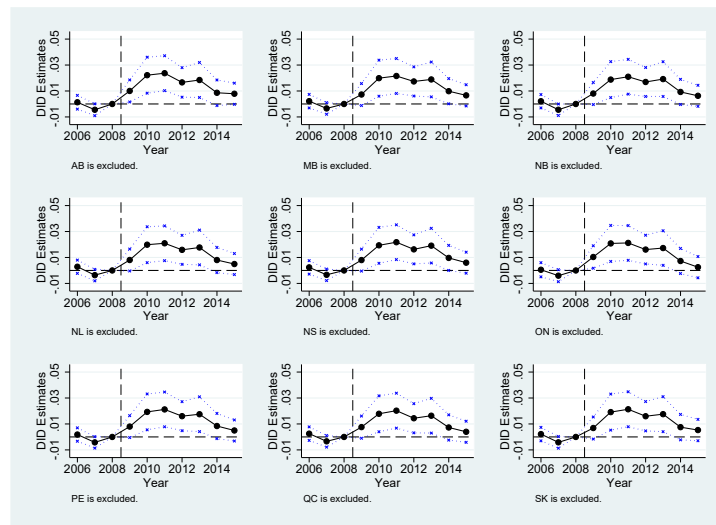 DID Estimates
-.01 .01 .03 .05
2006 2008 2010 2012 2014
Year
AB is excluded.
DID Estimates
-.01 .01 .03 .05
2006 2008 2010 2012 2014
Year
MB is excluded.
DID Estimates
-.01 .01 .03 .05
2006 2008 2010 2012 2014
Year
NB is excluded.
DID Estimates
-.01 .01 .03 .05
2006 2008 2010 2012 2014
Year
NL is excluded.
DID Estimates
-.01 .01 .03 .05
2006 2008 2010 2012 2014
Year
NS is excluded.
DID Estimates
-.01 .01 .03 .05
2006 2008 2010 2012 2014
Year
ON is excluded.
DID Estimates
-.01 .01 .03 .05
2006 2008 2010 2012 2014
Year
PE is excluded.
DID Estimates
-.01 .01 .03 .05
2006 2008 2010 2012 2014
Year
QC is excluded.
DID Estimates
-.01 .01 .03 .05
2006 2008 2010 2012 2014
Year
SK is excluded.